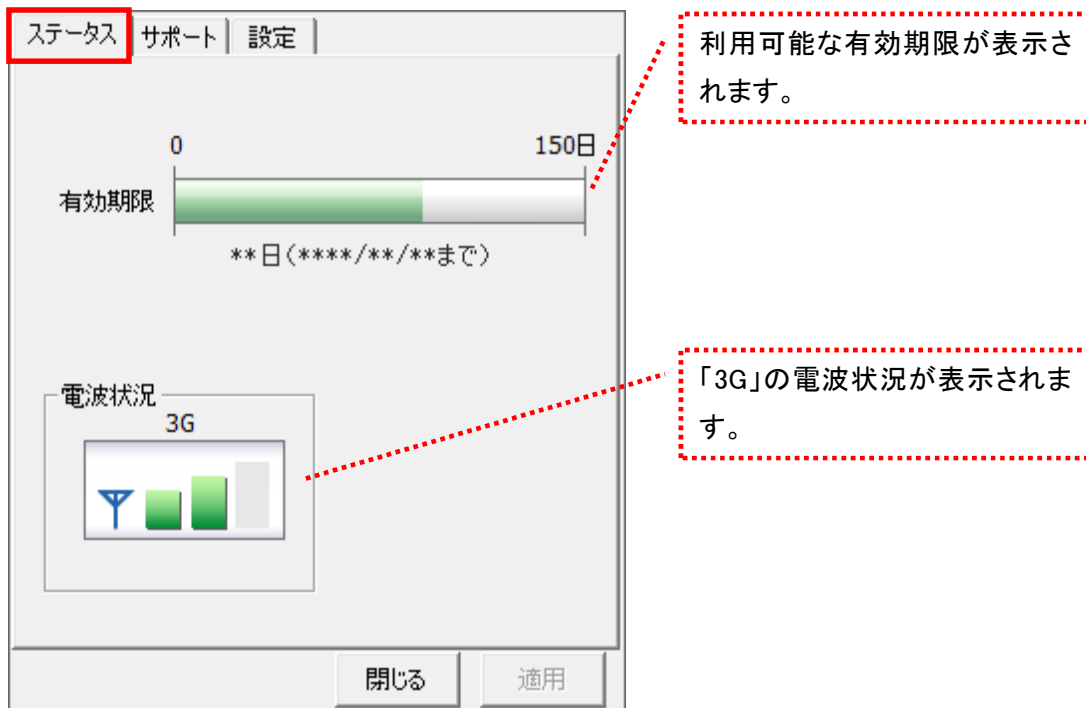 ステータス サポート 設定
利用可能な有効期限が表示さ
れます。
0 150日
有効期限
**日(****/**/**まで)
電波状況
3G
「3G」の電波状況が表示されま
す。
閉じる 適用